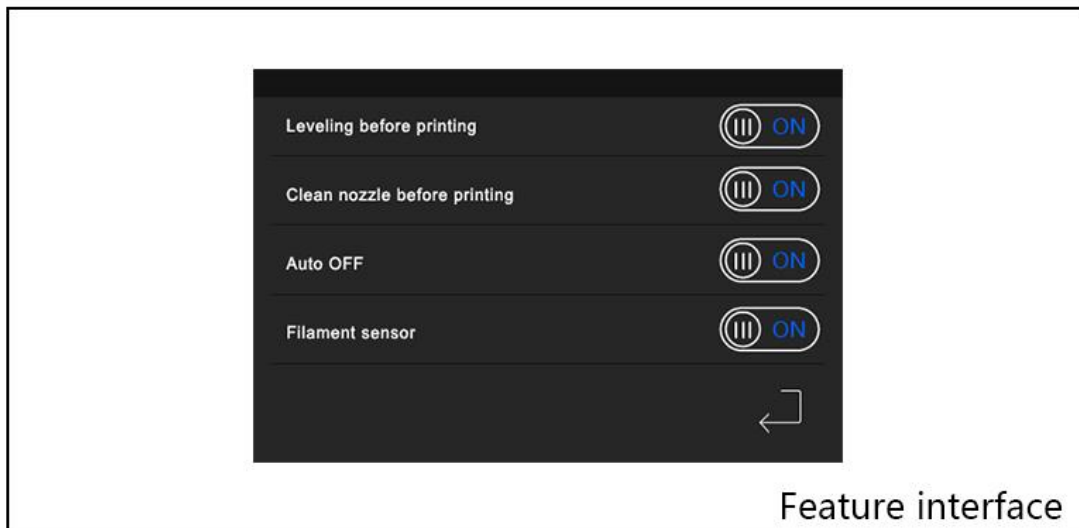 Leveling before printing ON
Clean nozzle before printing ON
Auto OFF ON
Filament sensor ON
Feature interface